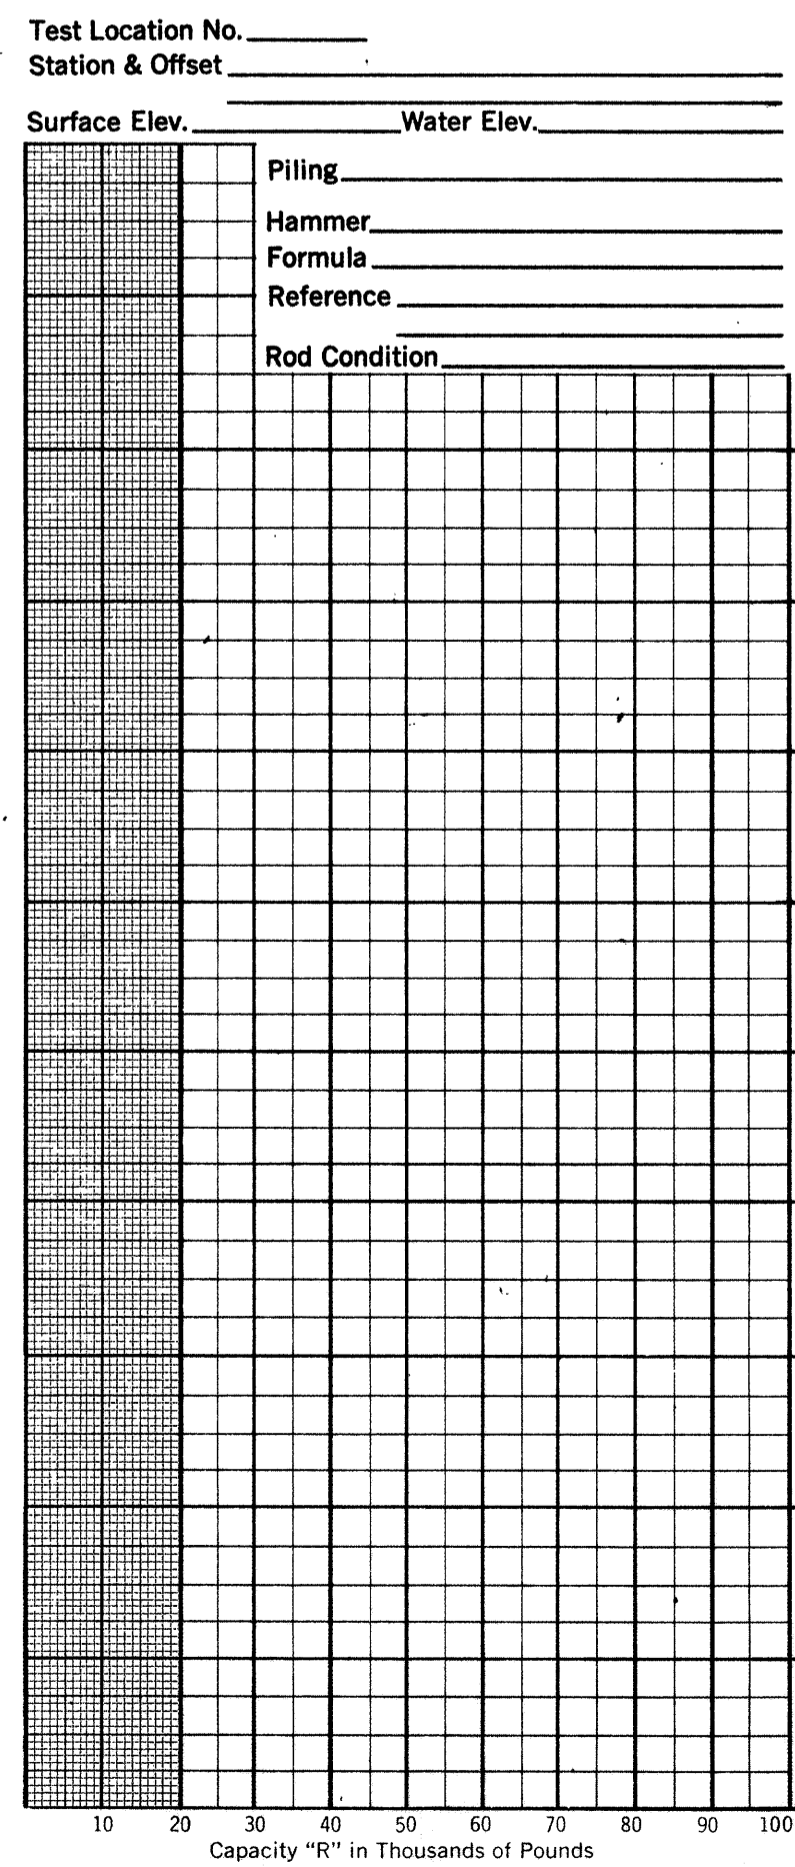 Test Location No.
Station & Offset
Surface Elev. Water Elev.
Piling
Hammer
Formula
Reference
Rod Condition
10 20 30 40 50 60 70 80 90 100
Capacity "R" in Thousands of Pounds